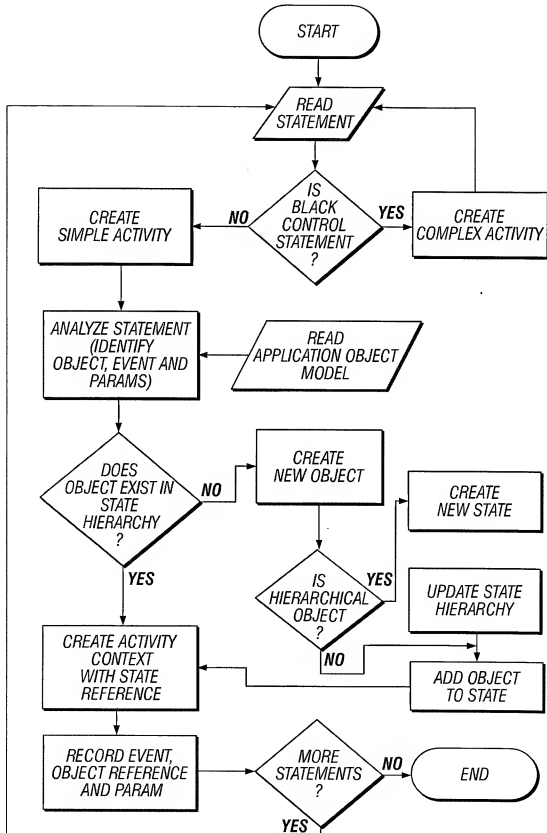 START
READ
STATEMENT
IS
BLACK
CONTROL
STATEMENT
?
NO
YES
CREATE
SIMPLE ACTIVITY
CREATE
COMPLEX ACTIVITY
ANALYZE STATEMENT
(IDENTIFY
OBJECT, EVENT AND
PARAMS)
READ
APPLICATION OBJECT
MODEL
DOES
OBJECT EXIST IN
STATE
HIERARCHY
?
NO
YES
CREATE
NEW OBJECT
CREATE
NEW STATE
IS
HIERARCHICAL
OBJECT
?
YES
NO
UPDATE STATE
HIERARCHY
CREATE ACTIVITY
CONTEXT
WITH STATE
REFERENCE
ADD OBJECT
TO STATE
RECORD EVENT,
OBJECT REFERENCE
AND PARAM
MORE
STATEMENTS
?
NO
YES
END